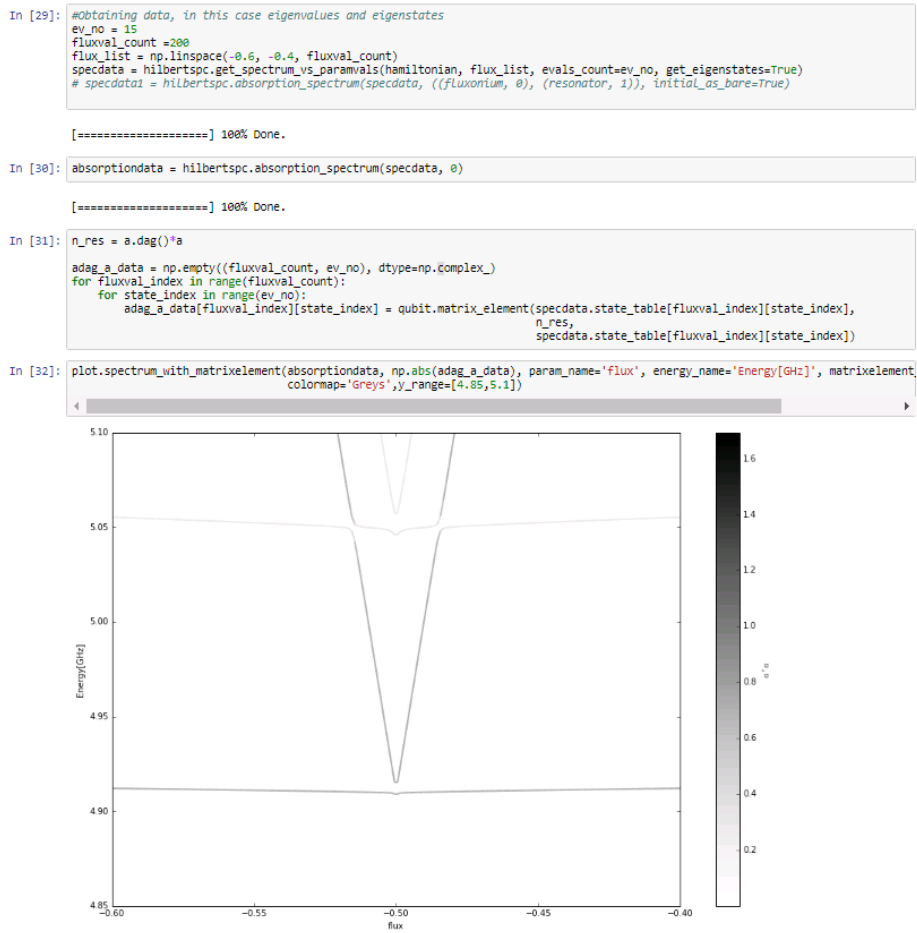 In [29]: #Obtaining data, in this case eigenvalues and eigenstates
ev_no = 15
fluxval_count =200
flux_list = np.linspace(-0.6, -0.4, fluxval_count)
specdata = hilbertspc.get_spectrum_vs_paramvals(hamiltonian, flux_list, evals_count=ev_no, get_eigenstates=True)
# specdata1 = hilbertspc.absorption_spectrum(specdata, ((fluxonium, 0), (resonator, 1)), initial_as_bare=True)
[====================] 100% Done.
In [30]: absorptiondata = hilbertspc.absorption_spectrum(specdata, 0)
[====================] 100% Done.
In [31]: n_res = a.dag()*a
adag_a_data = np.empty((fluxval_count, ev_no), dtype=np.complex_)
for fluxval_index in range(fluxval_count):
for state_index in range(ev_no):
adag_a_data[fluxval_index][state_index] = qubit.matrix_element(specdata.state_table[fluxval_index][state_index],
n_res,
specdata.state_table[fluxval_index][state_index])
In [32]: plot.spectrum_with_matrixelement(absorptiondata, np.abs(adag_a_data), param_name='flux', energy_name='Energy[GHz]', matrixelement_
colormap='Greys',y_range=[4.85,5.1])
5.10
5.05
5.00
4.95
4.90
4.85
Energy[GHz]
−0.60
−0.55
−0.50
−0.45
−0.40
flux
1.6
1.4
1.2
1.0
0.8
0.6
0.4
0.2